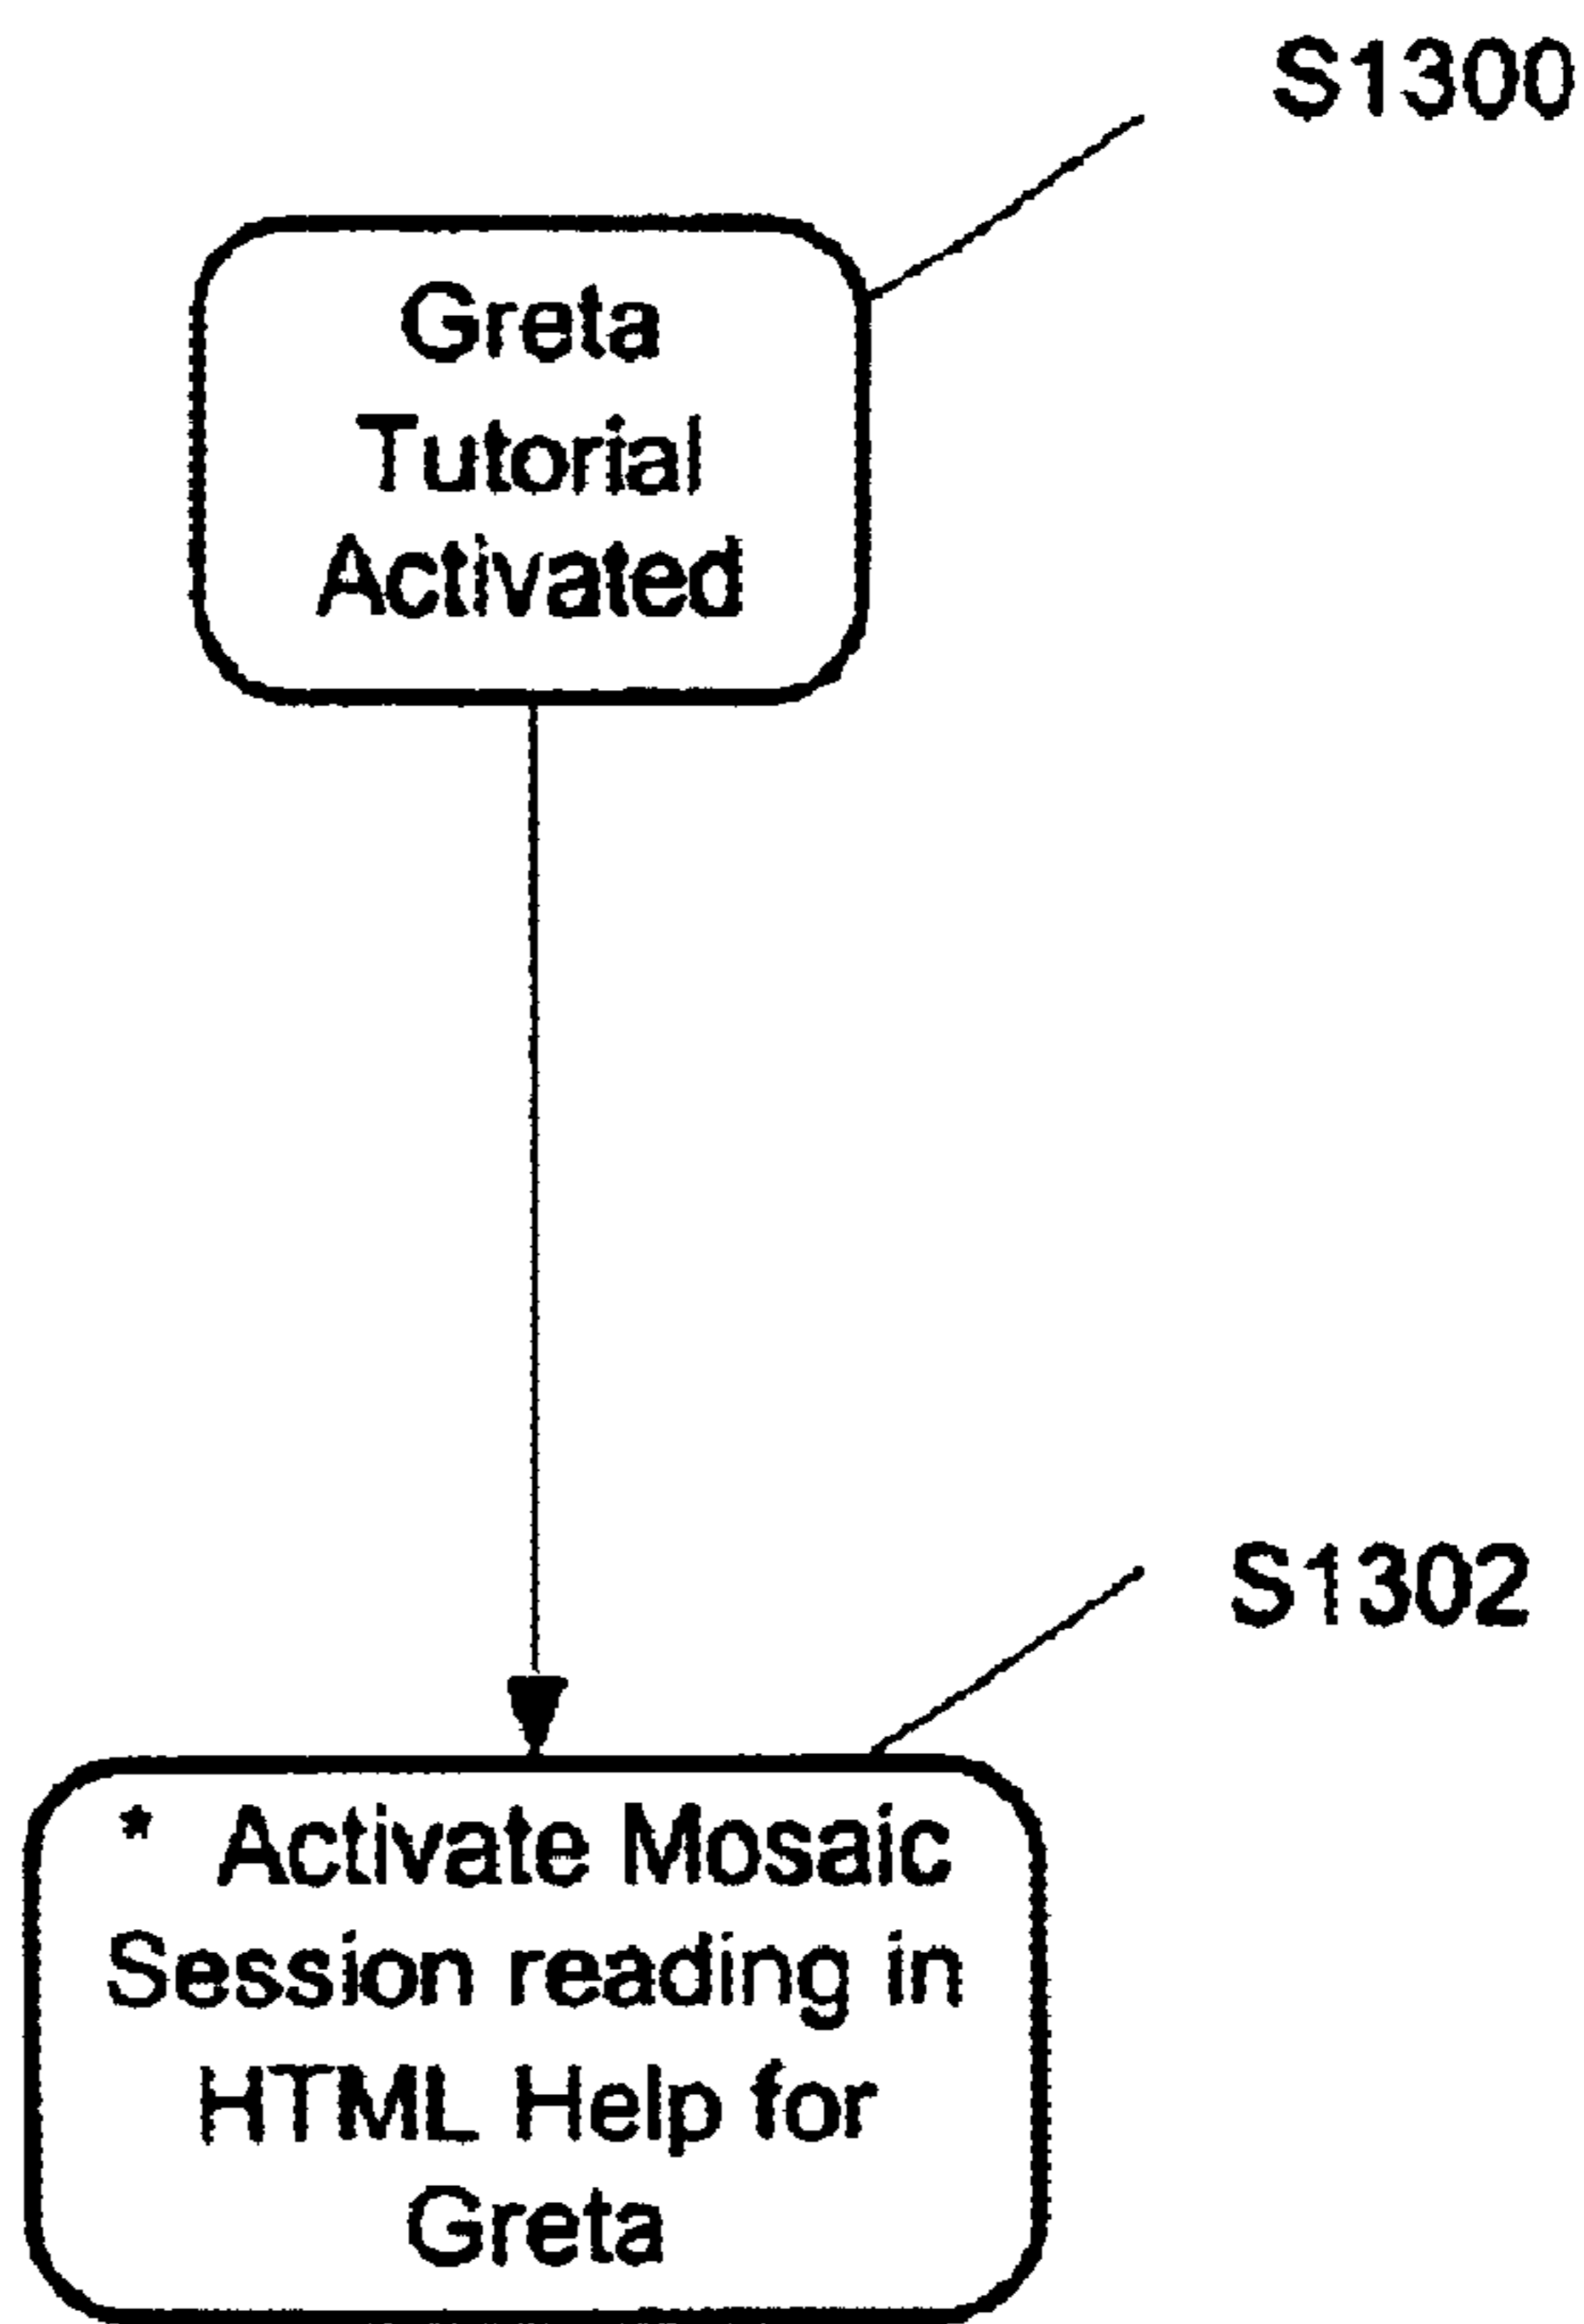 S1300
Greta
Tutorial
Activated
S1302
* Activate Mosaic
Session reading in
HTML Help for
Greta